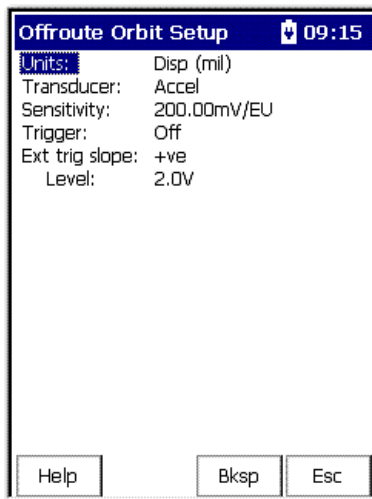 Offroute Orbit Setup 09:15
Units: Disp (mil)
Transducer: Accel
Sensitivity: 200.00mV/EU
Trigger: Off
Ext trig slope: +ve
Level: 2.0V
Help Bksp Esc